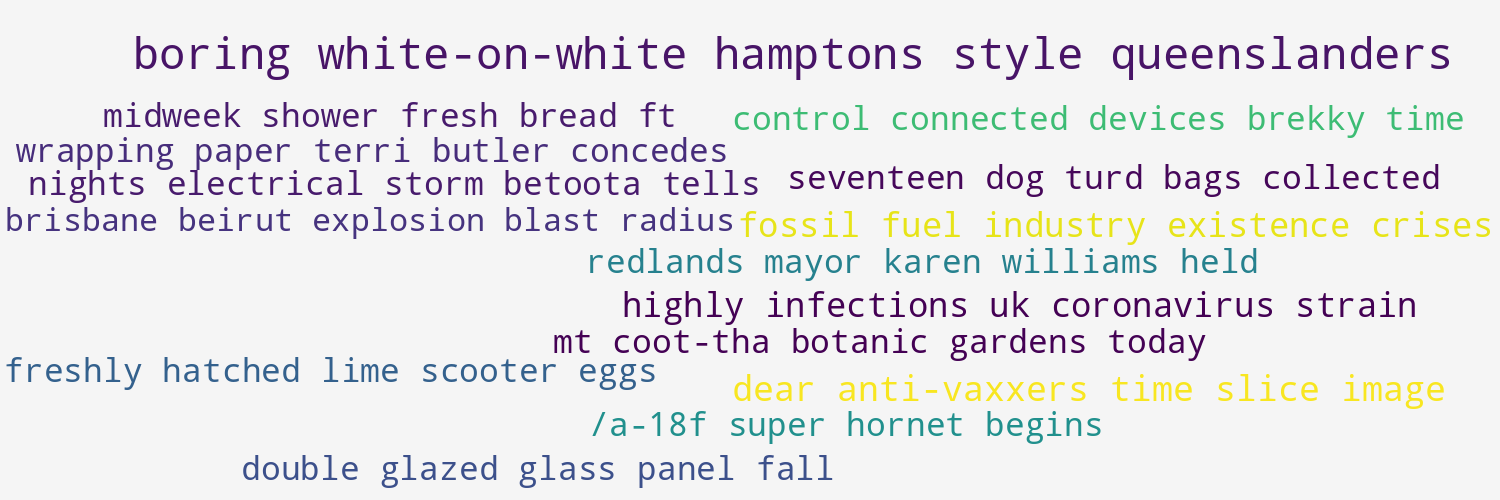 boring white-on-white hamptons style queenslanders
midweek shower fresh bread ft
control connected devices brekky time
wrapping paper terri butler concedes
nights electrical storm betoota tells
seventeen dog turd bags collected
brisbane beirut explosion blast radius
fossil fuel industry existence crises
redlands mayor karen williams held
highly infections uk coronavirus strain
mt coot-tha botanic gardens today
freshly hatched lime scooter eggs
dear anti-vaxxers time slice image
/a-18f super hornet begins
double glazed glass panel fall